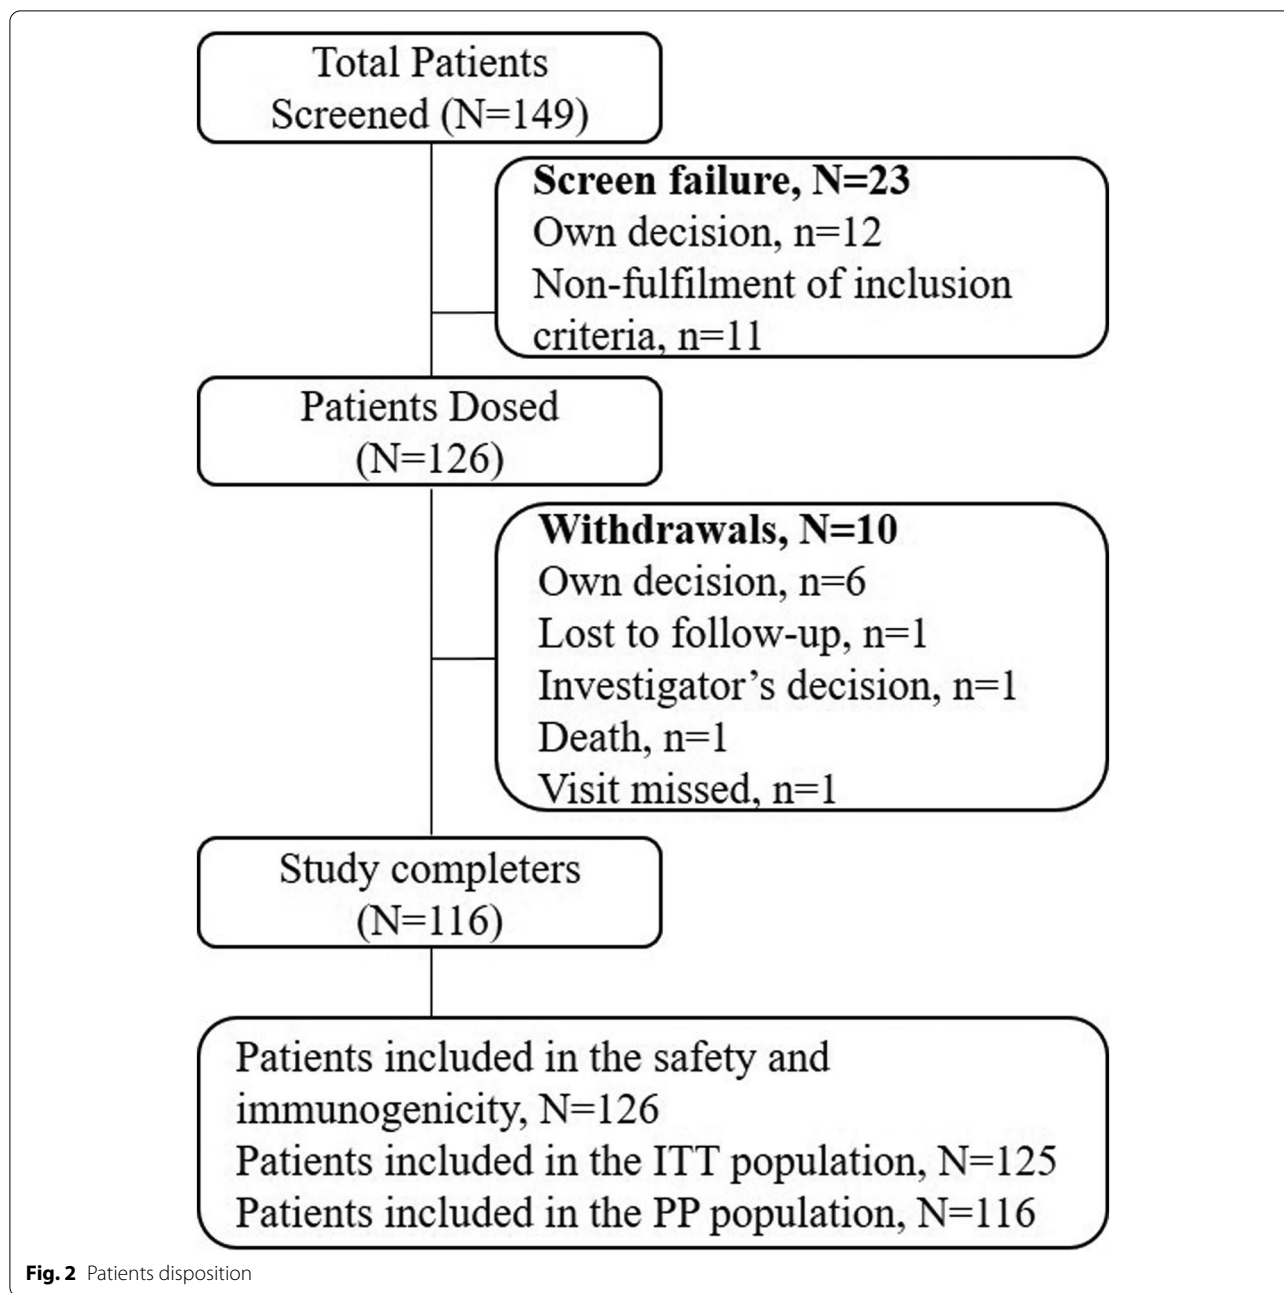 Total Patients
Screened (N=149)
Screen failure, N=23
Own decision, n=12
Non-fulfilment of inclusion
criteria, n=11
Patients Dosed
(N=126)
Withdrawals, N=10
Own decision, n=6
Lost to follow-up, n=1
Investigator’s decision, n=1
Death, n=1
Visit missed, n=1
Study completers
(N=116)
Patients included in the safety and
immunogenicity, N=126
Patients included in the ITT population, N=125
Patients included in the PP population, N=116
Fig. 2 Patients disposition